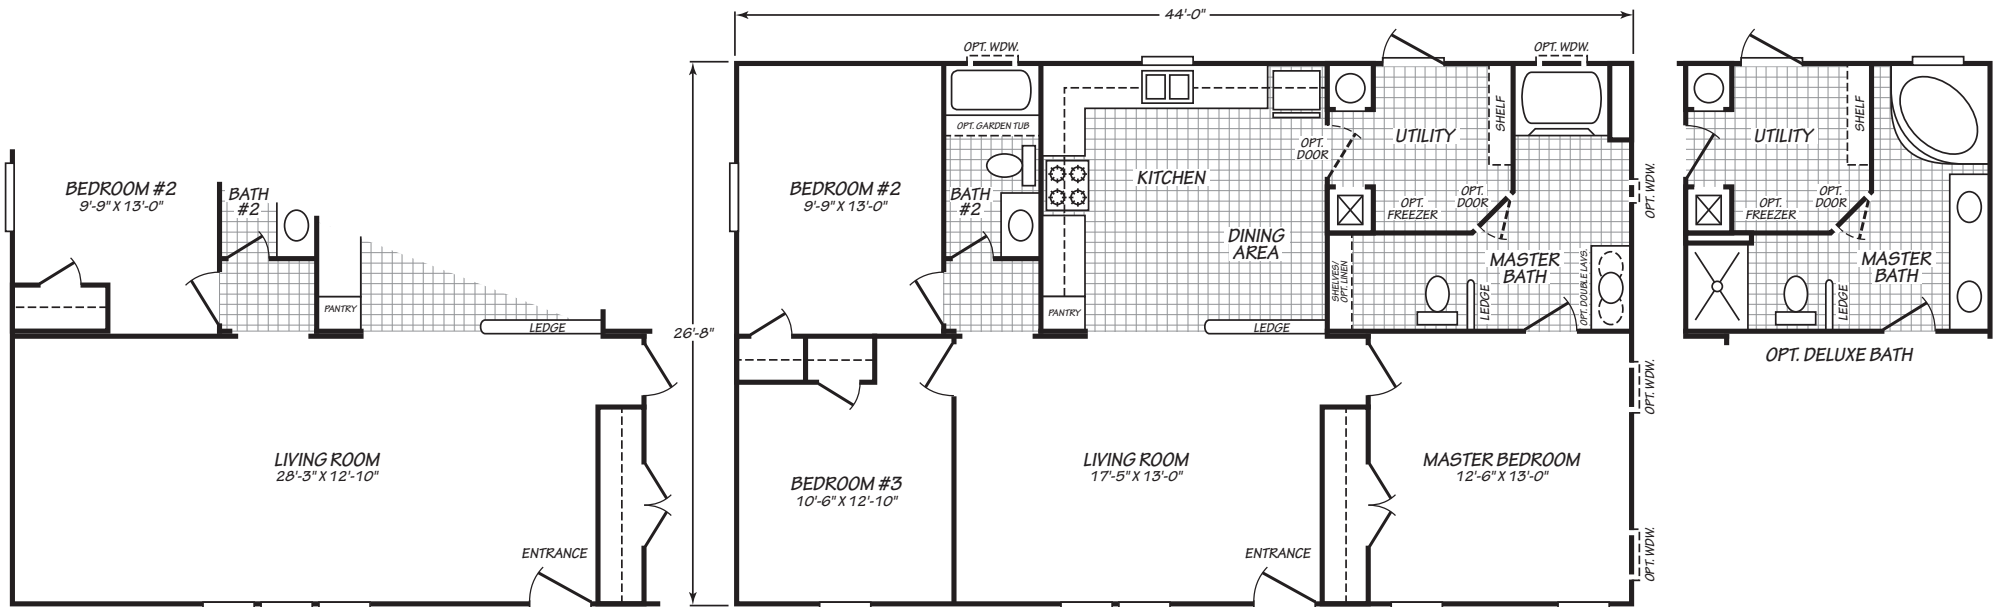 BEDROOM #2
9'-9" X 13'-0"
BATH
#2
PANTRY
LEDGE
LIVING ROOM
28'-3" X 12'-10"
ENTRANCE
44'-0"
26'-8"
OPT. WDW.
OPT. WDW.
BEDROOM #2
9'-9" X 13'-0"
OPT. GARDEN TUB
BATH
#2
KITCHEN
DINING
AREA
PANTRY
LEDGE
OPT.
DOOR
UTILITY
SHELF
OPT.
FREEZER
OPT.
DOOR
OPT. WDW.
SHELVES/
OPT. LINEN
MASTER
BATH
LEDGE
OPT. DOUBLE LAVS.
BEDROOM #3
10'-6" X 12'-10"
LIVING ROOM
17'-5" X 13'-0"
ENTRANCE
MASTER BEDROOM
12'-6" X 13'-0"
OPT. WDW.
OPT. WDW.
UTILITY
SHELF
OPT.
FREEZER
OPT.
DOOR
MASTER
BATH
LEDGE
OPT. DELUXE BATH